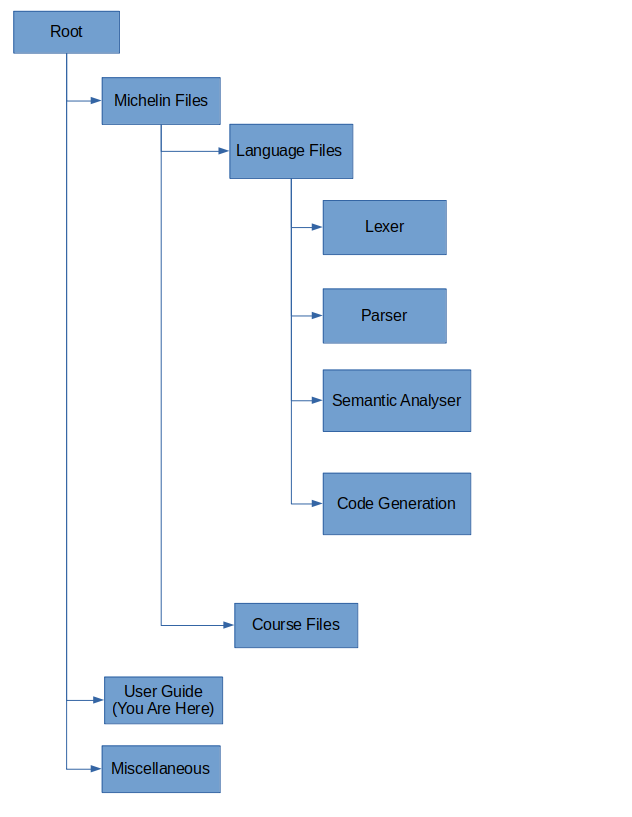 Root
Michelin Files
Language Files
Lexer
Parser
Semantic Analyser
Code Generation
Course Files
User Guide
(You Are Here)
Miscellaneous